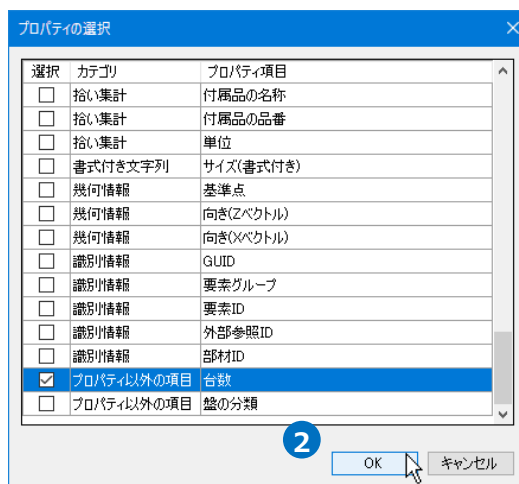 プロパティの選択
選択 カテゴリ プロパティ項目
拾い集計 付属品の名称
拾い集計 付属品の品番
拾い集計 単位
書式付き文字列 サイズ(書式付き)
幾何情報 基準点
幾何情報 向き(Zベクトル)
幾何情報 向き(Xベクトル)
識別情報 GUID
識別情報 要素グループ
識別情報 要素ID
識別情報 外部参照ID
識別情報 部材ID
プロパティ以外の項目 台数
プロパティ以外の項目 盤の分類
2
OK キャンセル